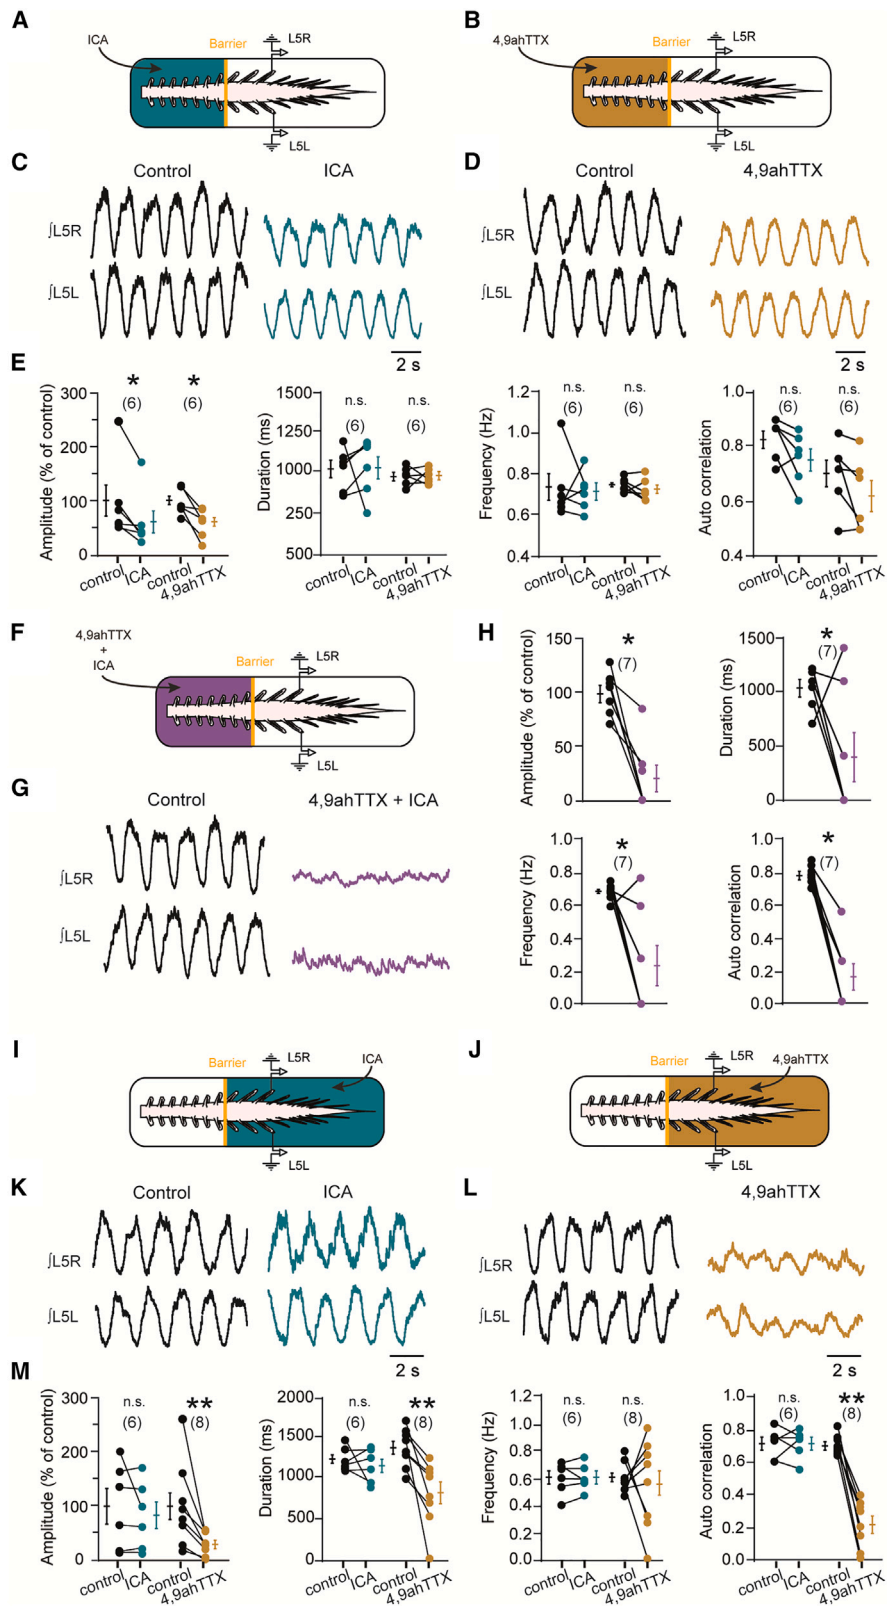 A
ICA
Barrier
L5R
L5L
B
4,9ahTTX
Barrier
L5R
L5L
C
Control
ICA
∫L5R
∫L5L
D
4,9ahTTX
∫L5R
∫L5L
2 s
2 s
E
Amplitude (% of control)
300
200
100
0
*
(6)
*
(6)
control
ICA
control
4,9ahTTX
Duration (ms)
1500
1250
1000
250
500
n.s.
(6)
n.s.
(6)
control
ICA
control
4,9ahTTX
Frequency (Hz)
1.2
1.0
0.8
0.6
0.4
n.s.
(6)
n.s.
(6)
control
ICA
control
4,9ahTTX
Auto correlation
1.0
0.8
0.6
0.4
n.s.
(6)
n.s.
(6)
control
ICA
control
4,9ahTTX
F
4,9ahTTX
+
ICA
Barrier
L5R
L5L
G
Control
4,9ahTTX + ICA
∫L5R
∫L5L
H
Amplitude (% of control)
150
100
50
0
*
(7)
Duration (ms)
1500
1000
500
0
*
(7)
Frequency (Hz)
1.0
0.8
0.6
0.4
0.2
0.0
*
(7)
Auto correlation
1.0
0.8
0.6
0.4
0.2
0.0
*
(7)
I
Barrier
L5R
ICA
L5L
J
Barrier
L5R
4,9ahTTX
L5L
K
Control
ICA
∫L5R
∫L5L
2 s
L
4,9ahTTX
∫L5R
∫L5L
2 s
M
Amplitude (% of control)
300
200
100
0
n.s.
(6)
**
(8)
control
ICA
control
4,9ahTTX
Duration (ms)
2000
1500
1000
0
n.s.
(6)
**
(8)
control
ICA
control
4,9ahTTX
Frequency (Hz)
1.2
1.0
0.8
0.6
0.4
0.2
0.0
n.s.
(6)
n.s.
(8)
control
ICA
control
4,9ahTTX
Auto correlation
1.0
0.8
0.6
0.4
0.2
0.0
n.s.
(6)
**
(8)
control
ICA
control
4,9ahTTX